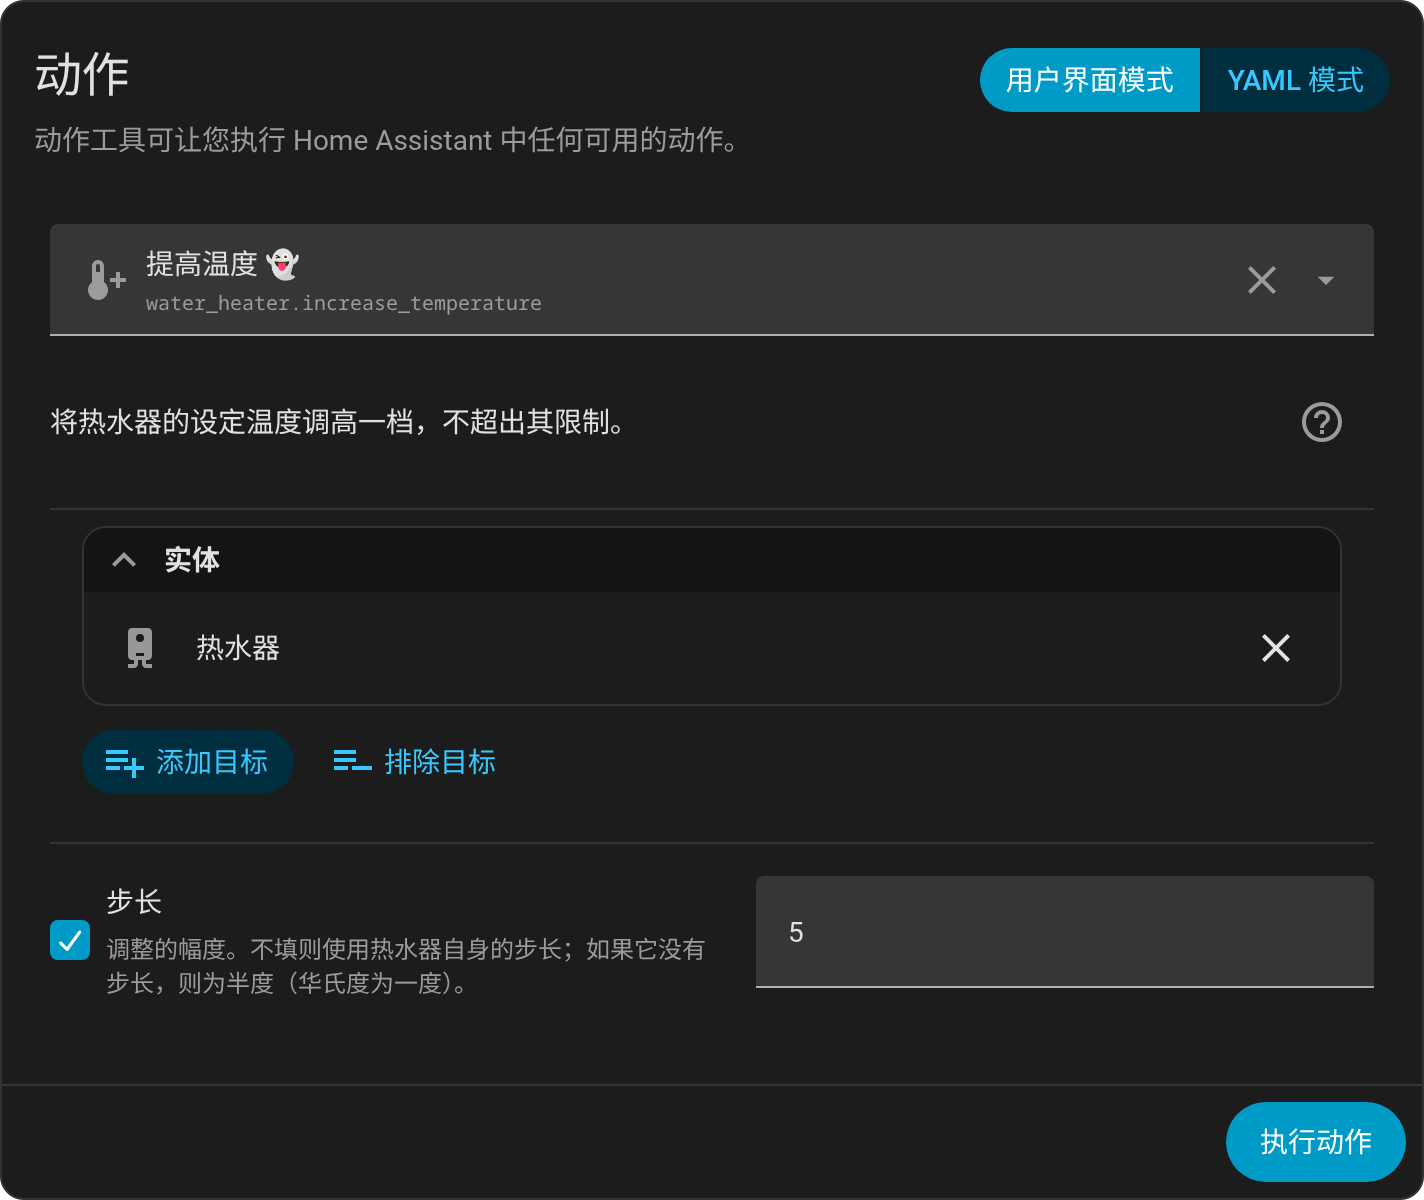 动作
用户界面模式
YAML 模式
动作工具可让您执行 Home Assistant 中任何可用的动作。
提高温度 👻
water_heater.increase_temperature
将热水器的设定温度调高一档，不超出其限制。
实体
热水器
添加目标
排除目标
步长
调整的幅度。不填则使用热水器自身的步长；如果它没有
步长，则为半度（华氏度为一度）。
5
执行动作